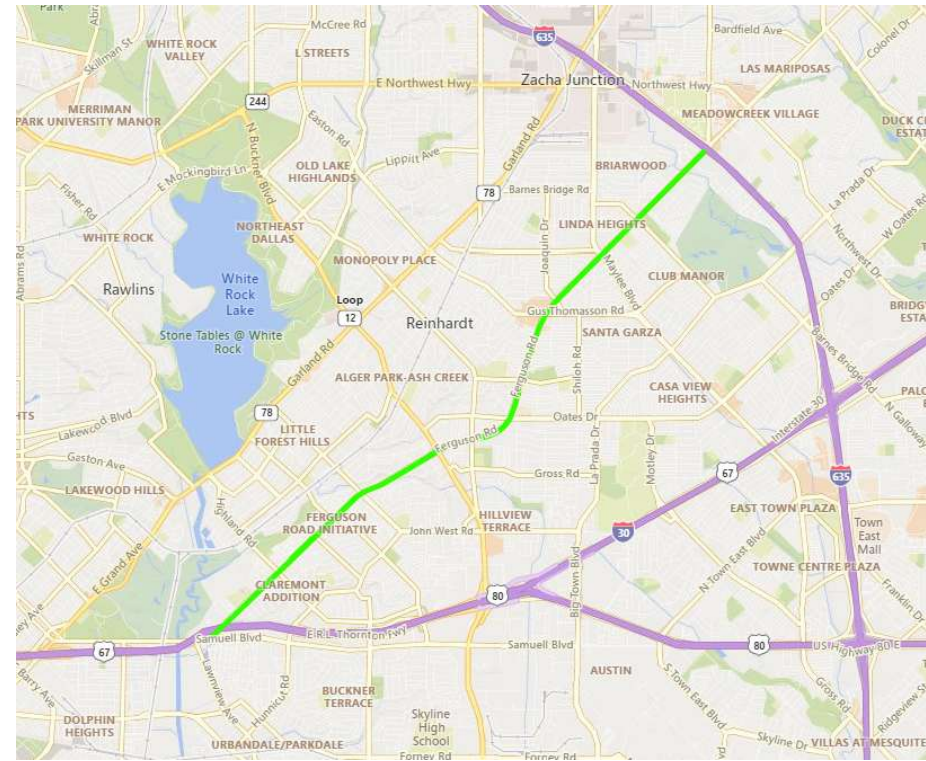 Park
Abra
Skillman St
WHITE ROCK
VALLEY
McCree Rd
L STREETS
635
Bardfield Ave
Colonel Dr
LAS MARIPOSAS
Zacha Junction
E Northwest Hwy
Northwest Hwy
244
MERRIMAN
PARK UNIVERSITY MANOR
N Buckner Blvd
Easton Rd
Garland Rd
MEADOWCREEK VILLAGE
DUCK C
ESTAT
OLD LAKE
HIGHLANDS
Lippitt Ave
BRIARWOOD
E Mockingbird Ln
Fisher Rd
78
Barnes Bridge Rd
La Prada Dr
W Oates Rd
Abrams Rd
WHITE ROCK
NORTHEAST
DALLAS
LINDA HEIGHTS
Joaquin Dr
Northwest Dr
MONOPOLY PLACE
Maylee Blvd
CLUB MANOR
Rawlins
White
Rock
Lake
Loop
12
Oates Dr
Gus Thomasson Rd
BRIDG
ESTA
Stone Tables @ White
Rock
Reinhardt
SANTA GARZA
Garland Rd
Ferguson Rd
Shiloh Rd
Barnes Bridge Rd
ALGER PARK-ASH CREEK
CASA VIEW
HEIGHTS
PALO
HTS
78
Interstate 30
N Galloway
Lakewood Blvd
LITTLE
FOREST HILLS
Oates Dr
Ferguson Rd
La Prada Dr
Motley Dr
Gaston Ave
Gross Rd
67
635
LAKEWOOD HILLS
Highland Rd
FERGUSON
ROAD INITIATIVE
HILLVIEW
TERRACE
EAST TOWN PLAZA
John West Rd
30
Town
East
Mall
E Grand Ave
CLAREMONT
ADDITION
Big Town Blvd
N Town East Blvd
TOWNE CENTRE PLAZA
80
Franklin Dr
ey Ave
Samuell Blvd
E R.L. Thornton Fwy
67
Samuell Blvd
80
US Highway 80 E
Barry Ave
Lawnview Ave
Hunnicut Rd
AUSTIN
S Town East Blvd
Gross Rd
Ridgeview St
BUCKNER
TERRACE
DOLPHIN
HEIGHTS
Skyline
High
School
Skyline Dr
URBANDALE/PARKDALE
Forney Rd
Forney Rd
VILLAS AT MESQUITE